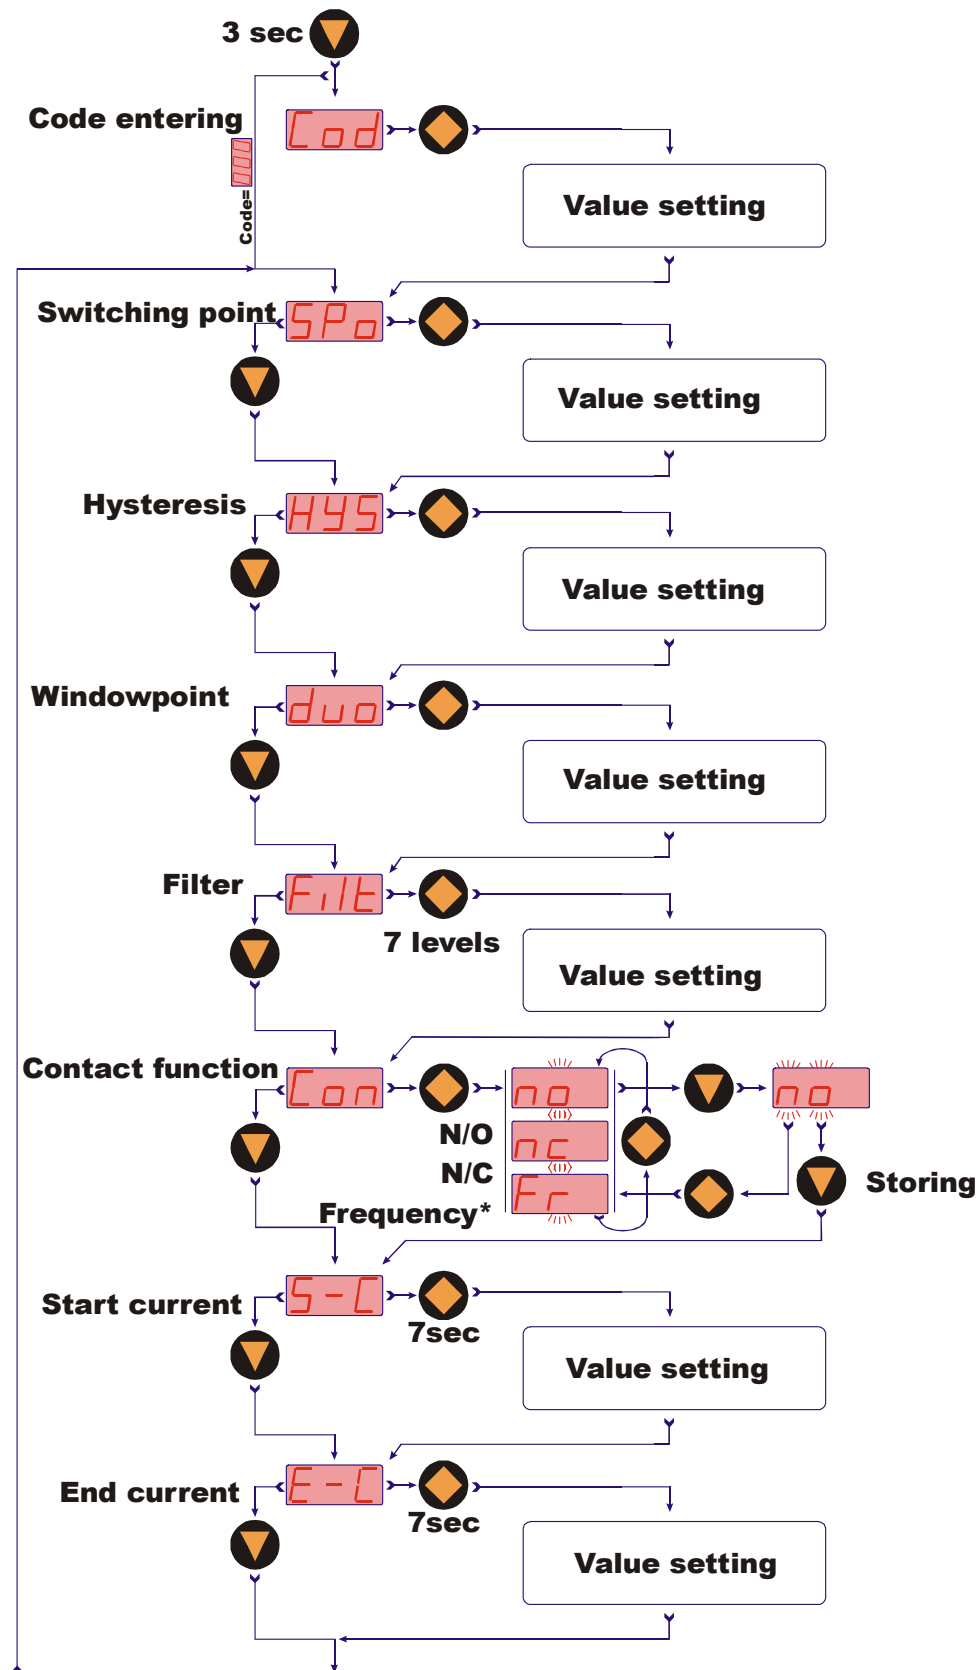 3 sec
Code entering
Cod
Code=
Value setting
Switching point
SPo
Value setting
Hysteresis
HYS
Value setting
Windowpoint
duo
Value setting
Filter
Filt
7 levels
Value setting
Contact function
Con
no
no
N/O
nc
N/C
Fr
Storing
Frequency*
S-C
Start current
7sec
Value setting
E-C
End current
7sec
Value setting